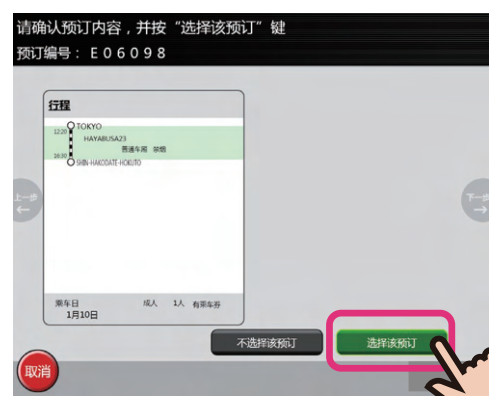 请确认预订内容，并按“选择该预订”键
预订编号：E06098
行程
TOKYO
12:20
HAYABUSA23
普通车厢 禁烟
16:30
SHIN-HAKODATE-HOKUTO
上一步
←
下一步
→
乘车日 成人 1人 有乘车券
1月10日
不选择该预订 选择该预订
取消